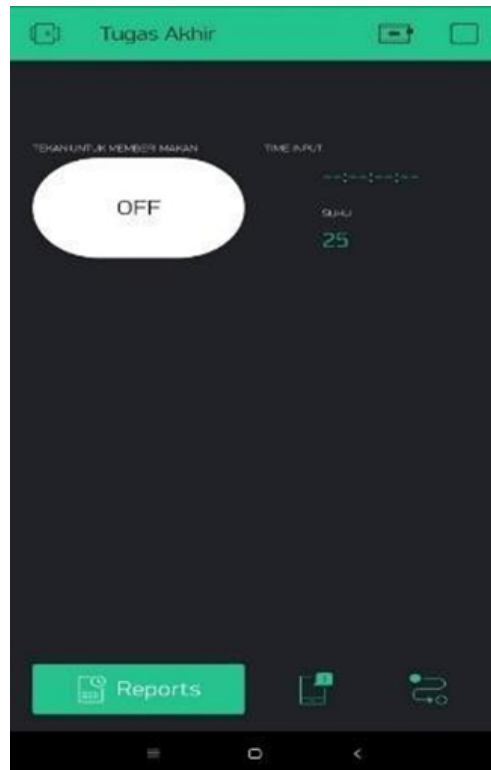 Tugas Akhir
TEKAN UNTUK MEMBERI MAKAN
TIME INPUT
--:--:--:--
OFF
SUHU
25
Reports